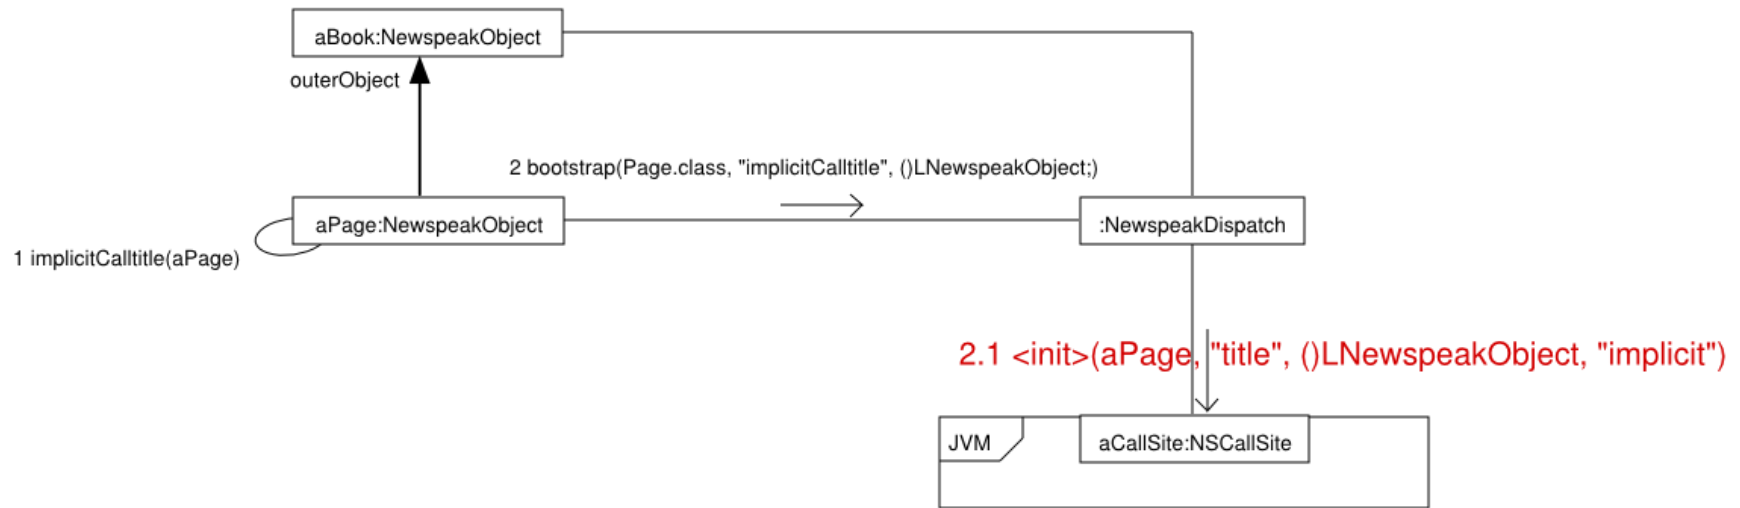 aBook:NewspeakObject
outerObject
2 bootstrap(Page.class, "implicitCalltitle", ()LNewspeakObject;)
aPage:NewspeakObject
:NewspeakDispatch
1 implicitCalltitle(aPage)
2.1 <init>(aPage, "title", ()LNewspeakObject, "implicit")
JVM
aCallSite:NSCallSite